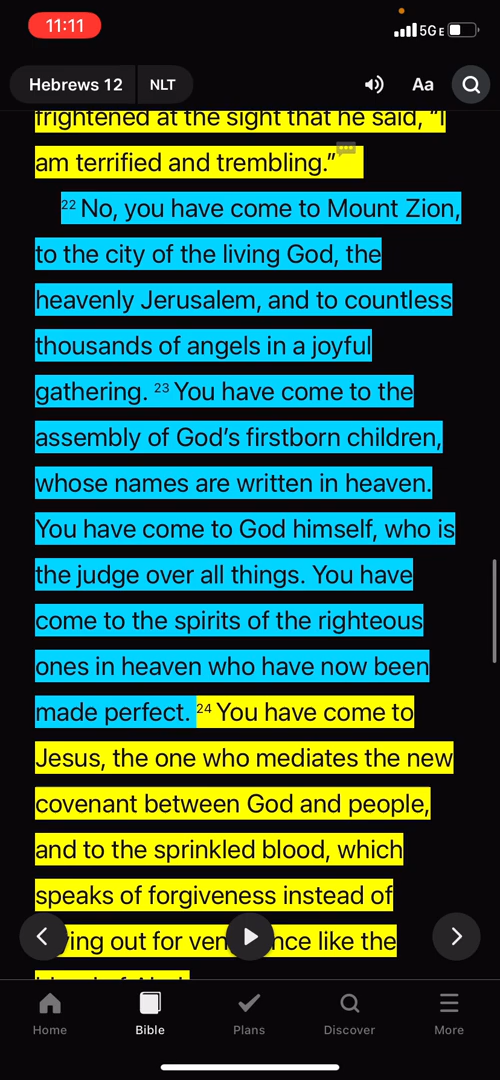 11:11
5GE
Hebrews 12 NLT
Aa
frightened at the sight that he said, “I
am terrified and trembling.”
22 No, you have come to Mount Zion,
to the city of the living God, the
heavenly Jerusalem, and to countless
thousands of angels in a joyful
gathering. 23 You have come to the
assembly of God’s firstborn children,
whose names are written in heaven.
You have come to God himself, who is
the judge over all things. You have
come to the spirits of the righteous
ones in heaven who have now been
made perfect. 24 You have come to
Jesus, the one who mediates the new
covenant between God and people,
and to the sprinkled blood, which
speaks of forgiveness instead of
like the
Home Bible Plans Discover More